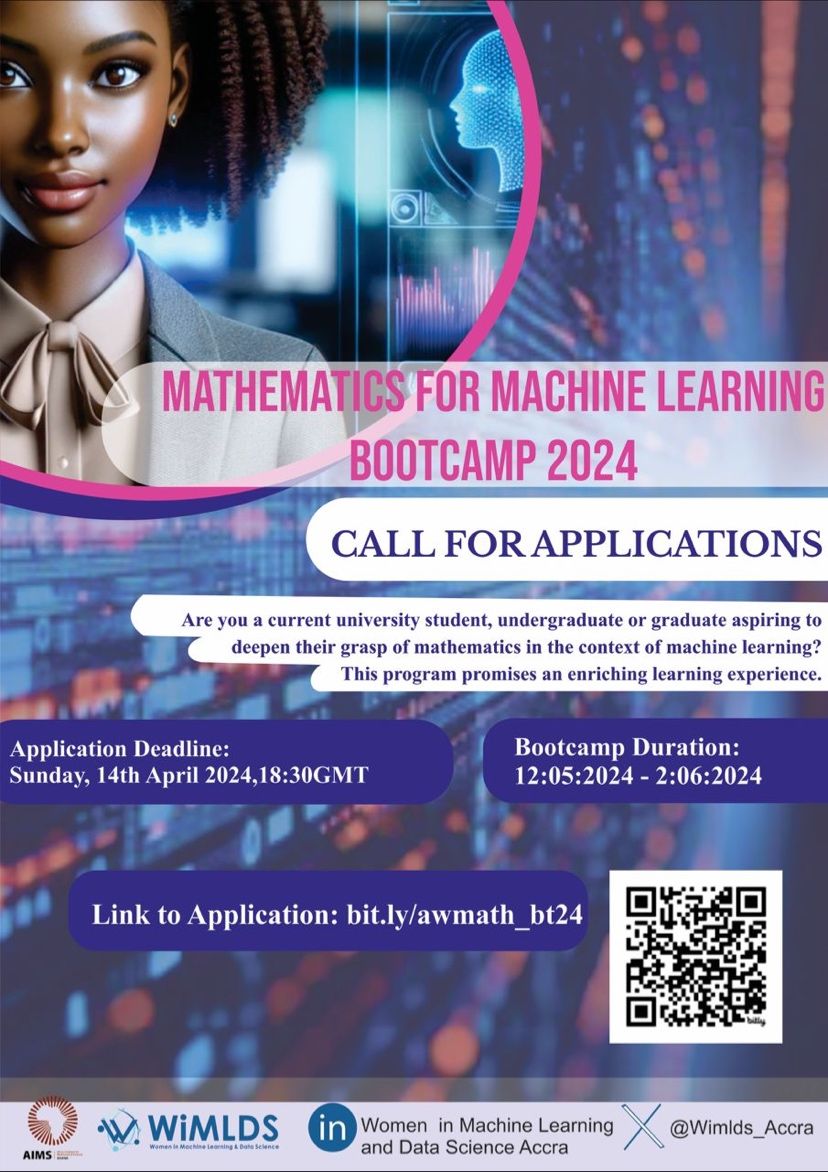 MATHEMATICS FOR MACHINE LEARNING
BOOTCAMP 2024
CALL FOR APPLICATIONS
Are you a current university student, undergraduate or graduate aspiring to
deepen their grasp of mathematics in the context of machine learning?
This program promises an enriching learning experience.
Application Deadline:
Sunday, 14th April 2024,18:30GMT
Bootcamp Duration:
12:05:2024 - 2:06:2024
Link to Application: bit.ly/awmath_bt24
bitly
AIMS
WiMLDS
Women in Machine Learning & Data Science
in
Women in Machine Learning
and Data Science Accra
@Wimlds_Accra